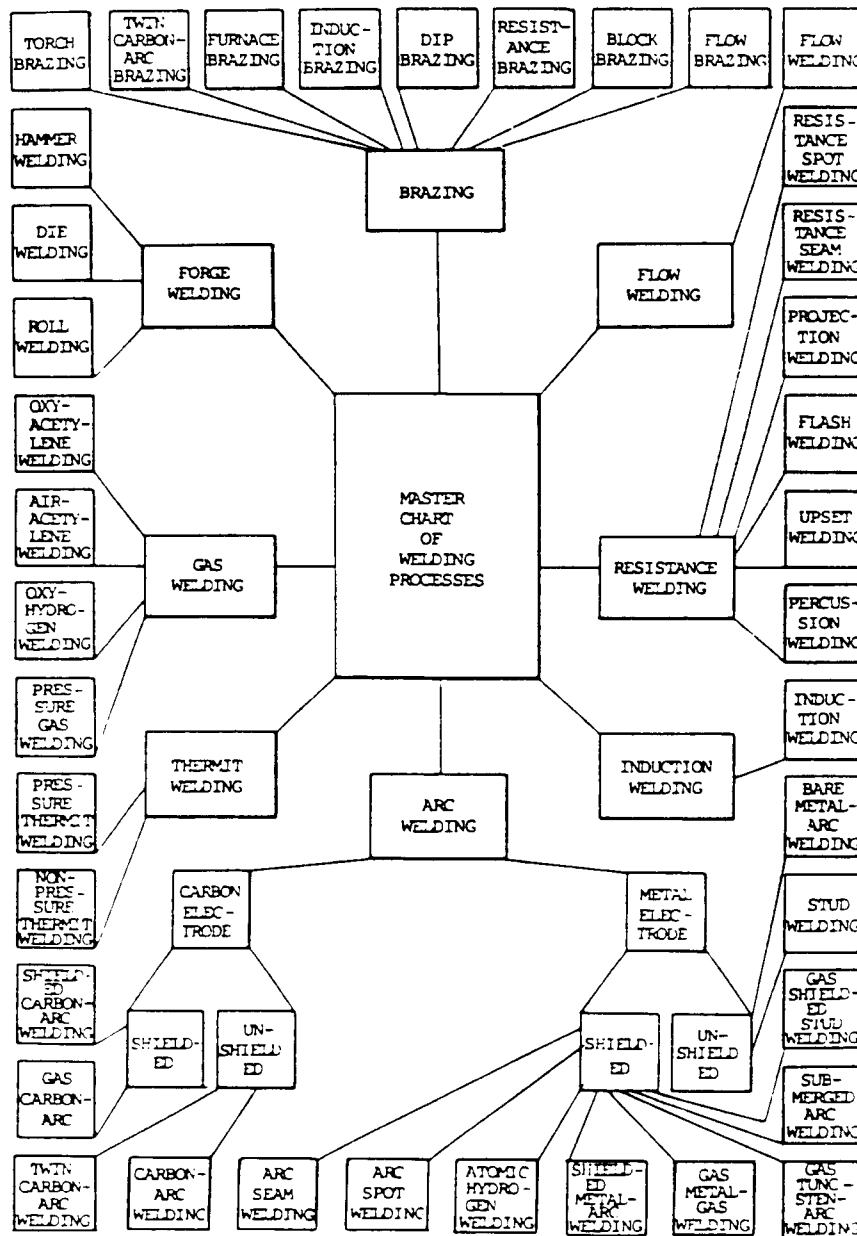 TORCH
BRAZING
TWIN
CARBON-
ARC
BRAZING
FURNACE
BRAZING
INDUC-
TION
BRAZING
DIP
BRAZING
RESIST-
ANCE
BRAZING
BLOCK
BRAZING
FLOW
BRAZING
FLOW
WELDING
HAMMER
WELDING
BRAZING
RESIS-
TANCE
SPOT
WELDING
DIE
WELDING
FORGE
WELDING
FLOW
WELDING
RESIS-
TANCE
SEAM
WELDING
ROLL
WELDING
PROJEC-
TION
WELDING
OXY-
ACETY-
LENE
WELDING
FLASH
WELDING
AIR-
ACETY-
LENE
WELDING
GAS
WELDING
MASTER
CHART
OF
WELDING
PROCESSES
RESISTANCE
WELDING
UPSET
WELDING
OXY-
HYDRO-
GEN
WELDING
PERCUS-
SION
WELDING
PRES-
SURE
GAS
WELDING
THERMIT
WELDING
ARC
WELDING
INDUCTION
WELDING
INDUC-
TION
WELDING
PRES-
SURE
THERMIT
WELDING
BARE
METAL-
ARC
WELDING
NON-
PRES-
SURE
THERMIT
WELDING
CARBON
ELEC-
TRODE
METAL
ELEC-
TRODE
STUD
WELDING
SHIELD-
ED
CARBON-
ARC
WELDING
SHIELD-
ED
UN-
SHIELD
ED
SHIELD-
ED
UN-
SHIELD
ED
GAS
SHIELD-
ED
STUD
WELDING
GAS
CARBON-
ARC
SUB-
MERGED
ARC
WELDING
TWIN
CARBON-
ARC
WELDING
CARBON-
ARC
WELDING
ARC
SEAM
WELDING
ARC
SPOT
WELDING
ATOMIC
HYDRO-
GEN
WELDING
SHIELD-
ED
METAL-
ARC
WELDING
GAS
METAL-
GAS
WELDING
GAS
TUNG-
STEN-
ARC
WELDING